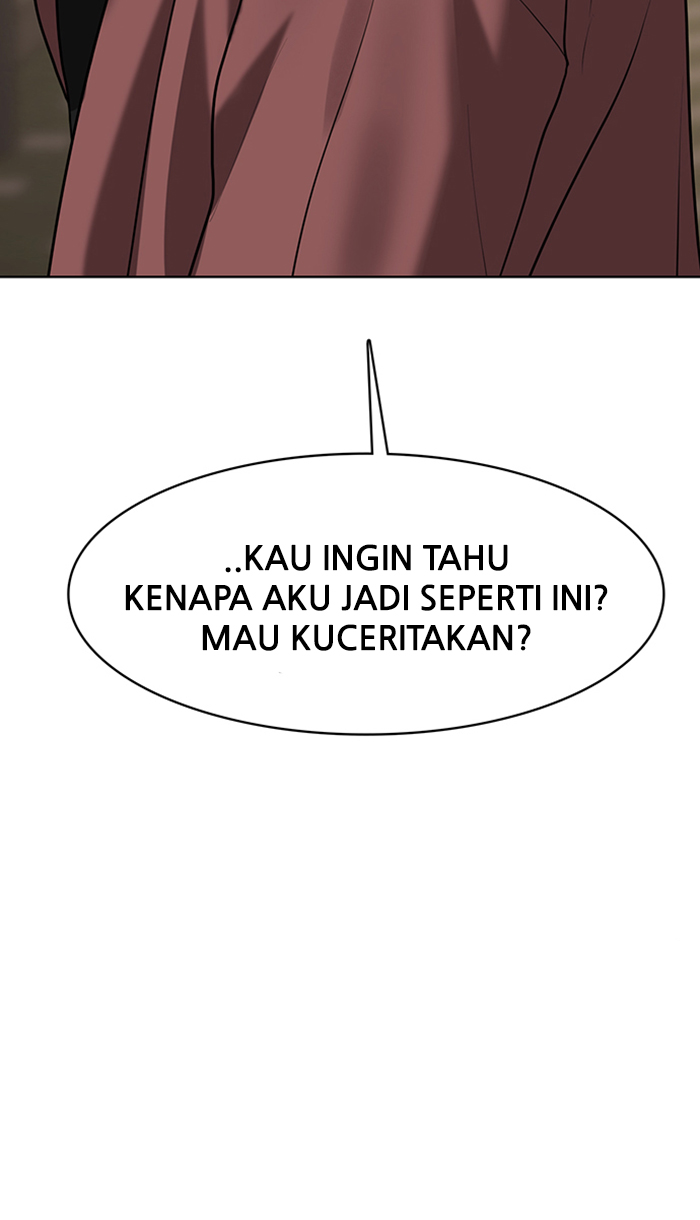 ..KAU INGIN TAHU
KENAPA AKU JADI SEPERTI INI?
MAU KUCERITAKAN?